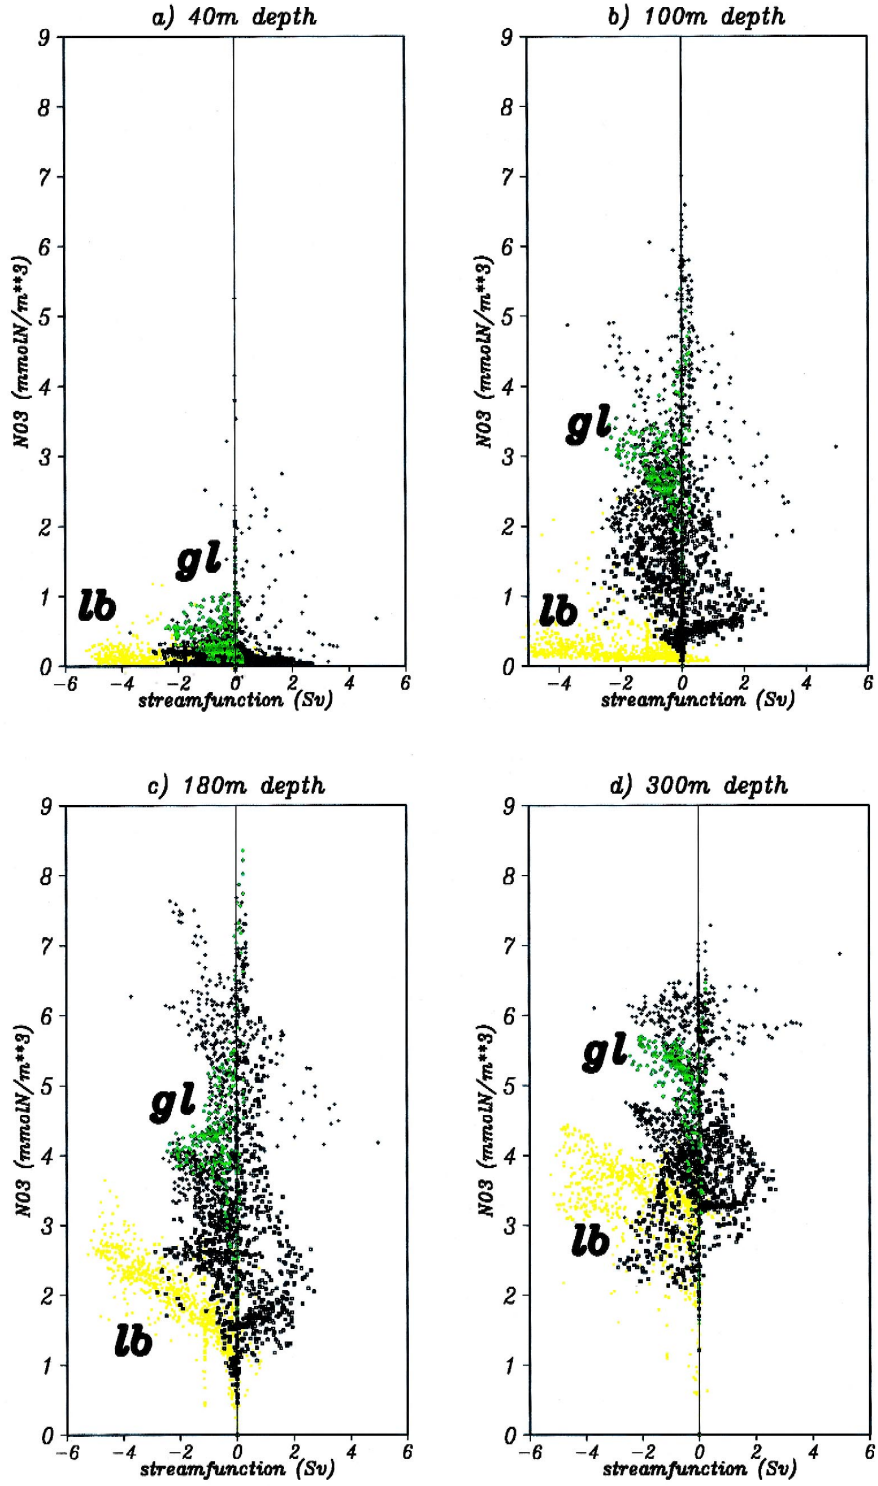 a) 40m depth
9
8
7
6
5
4
3
2
1
0
NO3 (mmolN/m**3)
gl
lb
−6 −4 −2 0 2 4 6
streamfunction (Sv)
b) 100m depth
9
8
7
6
5
4
3
2
1
0
NO3 (mmolN/m**3)
gl
lb
−4 −2 0 2 4 6
streamfunction (Sv)
c) 180m depth
9
8
7
6
5
4
3
2
1
0
NO3 (mmolN/m**3)
gl
lb
−6 −4 −2 0 2 4 6
streamfunction (Sv)
d) 300m depth
9
8
7
6
5
4
3
2
1
0
NO3 (mmolN/m**3)
gl
lb
−6 −4 −2 0 2 4 6
streamfunction (Sv)